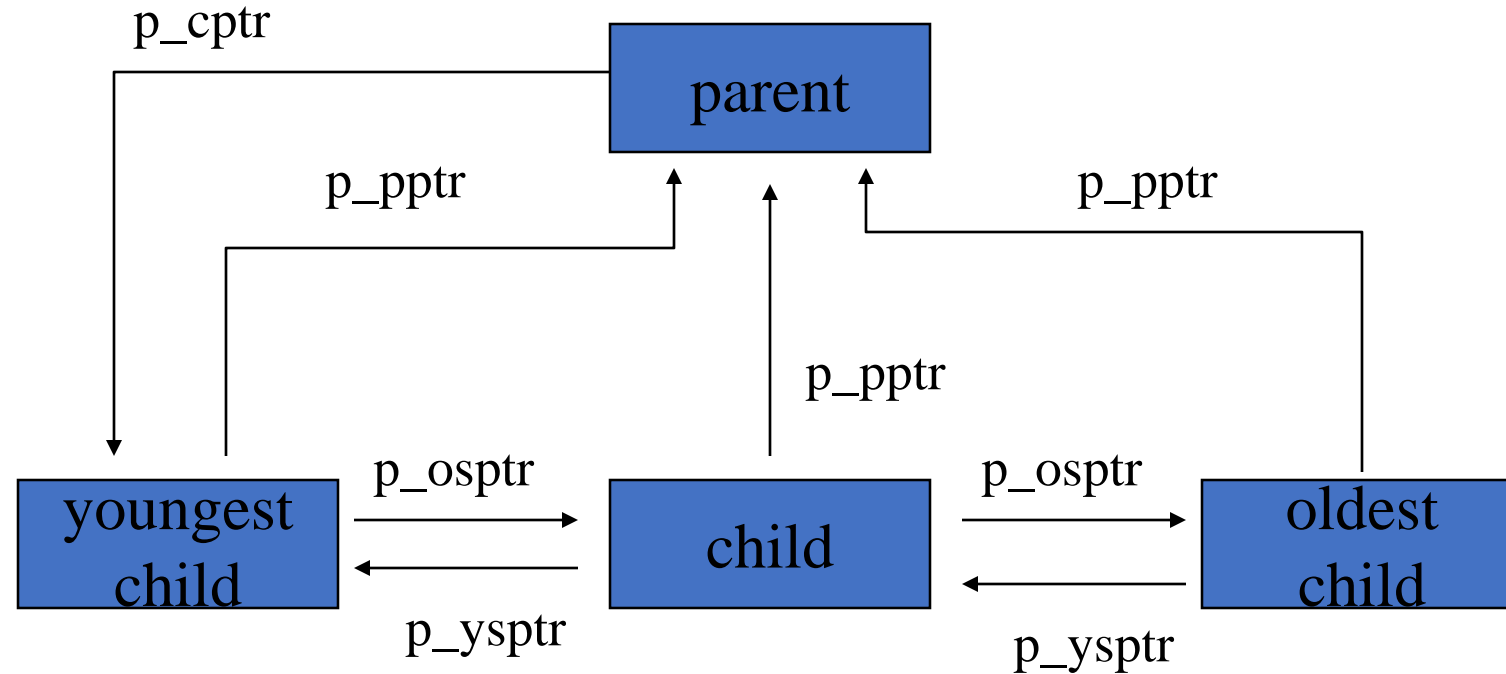 p_cptr
parent
p_pptr
p_pptr
p_pptr
p_osptr
p_osptr
youngest
child
child
oldest
child
p_ysptr
p_ysptr